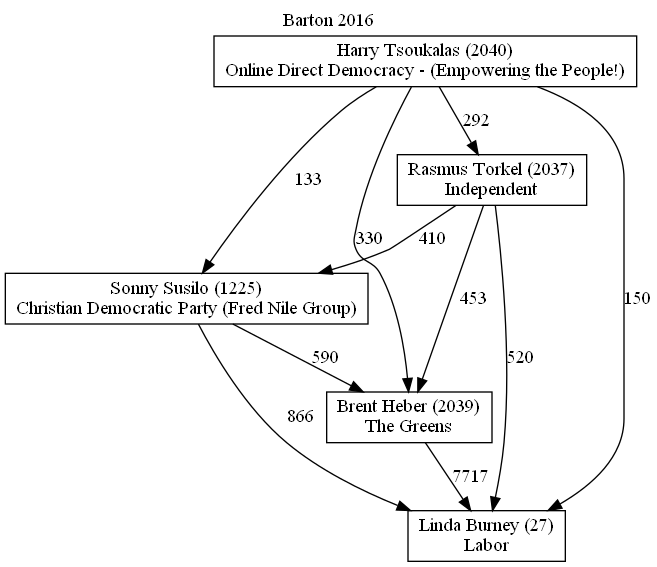 Barton 2016
Harry Tsoukalas (2040)
Online Direct Democracy - (Empowering the People!)
292
Rasmus Torkel (2037)
Independent
133
330
410
Sonny Susilo (1225)
Christian Democratic Party (Fred Nile Group)
453
150
590
520
Brent Heber (2039)
The Greens
866
7717
Linda Burney (27)
Labor